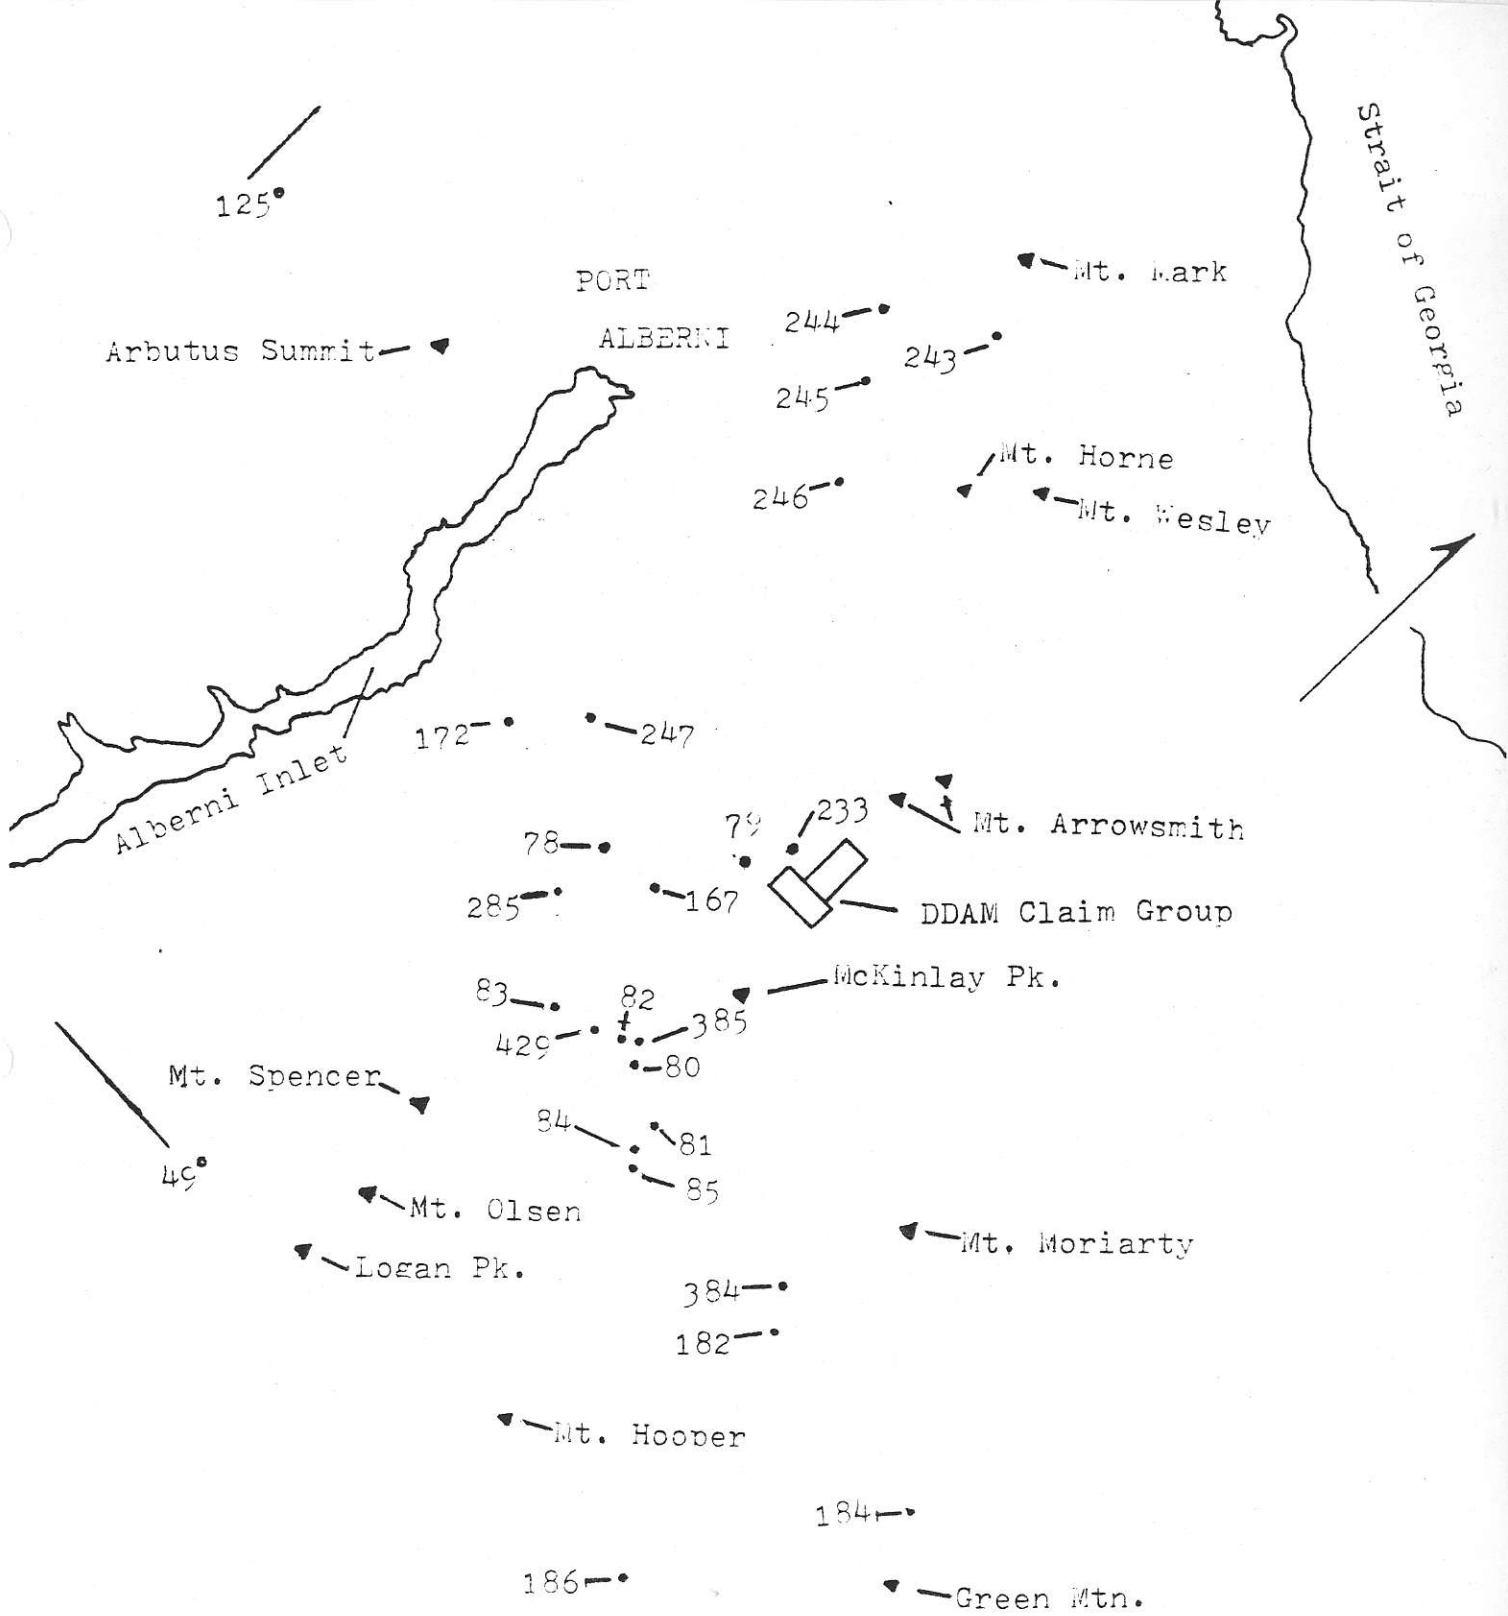 Strait of Georgia
125°
Mt. Mark
PORT
ALBERNI
244
Arbutus Summit
243
245
Mt. Horne
246
Mt. Wesley
172
247
Alberni Inlet
79
233
Mt. Arrowsmith
78
285
167
DDAM Claim Group
McKinlay Pk.
83
82
385
429
80
Mt. Spencer
84
81
49°
85
Mt. Olsen
Mt. Moriarty
Logan Pk.
384
182
Mt. Hooper
184
186
Green Mtn.